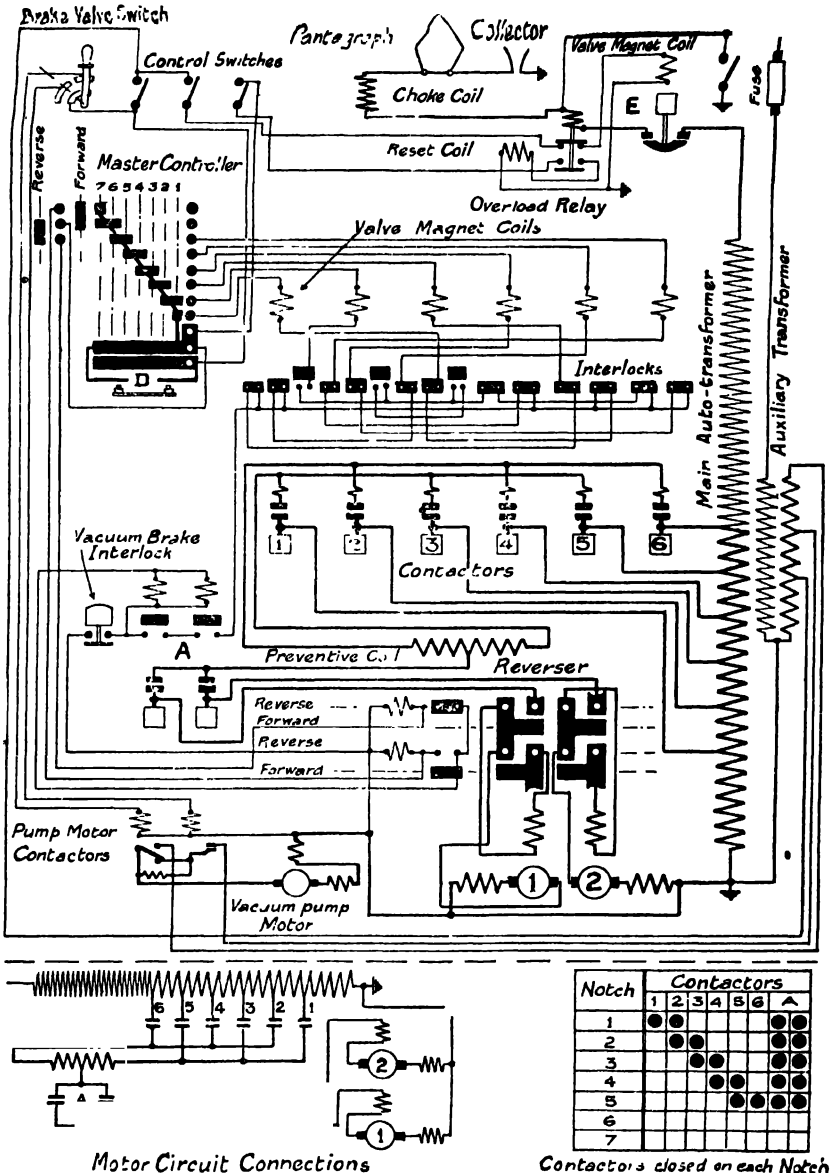 Brake Valve Switch
Control Switches
Pantograph
Collector
Valve Magnet Coil
Choke Coil
Fuse
E
Reset Coil
Overload Relay
Reverse
Forward
Master Controller
7 6 5 4 3 2 1
Valve Magnet Coils
D
Interlocks
Main Auto-transformer
Auxiliary Transformer
1 2 3 4 5 6
Contactors
Vacuum Brake
Interlock
A
Preventive Coil
Reverser
Reverse
Forward
Reverse
Forward
Pump Motor
Contactors
Vacuum pump
Motor
1 2
6 5 4 3 2 1
A
2
1
Motor Circuit Connections
Notch Contactors
1 2 3 4 5 6 A
1
2
3
4
5
6
7
Contactors closed on each Notch